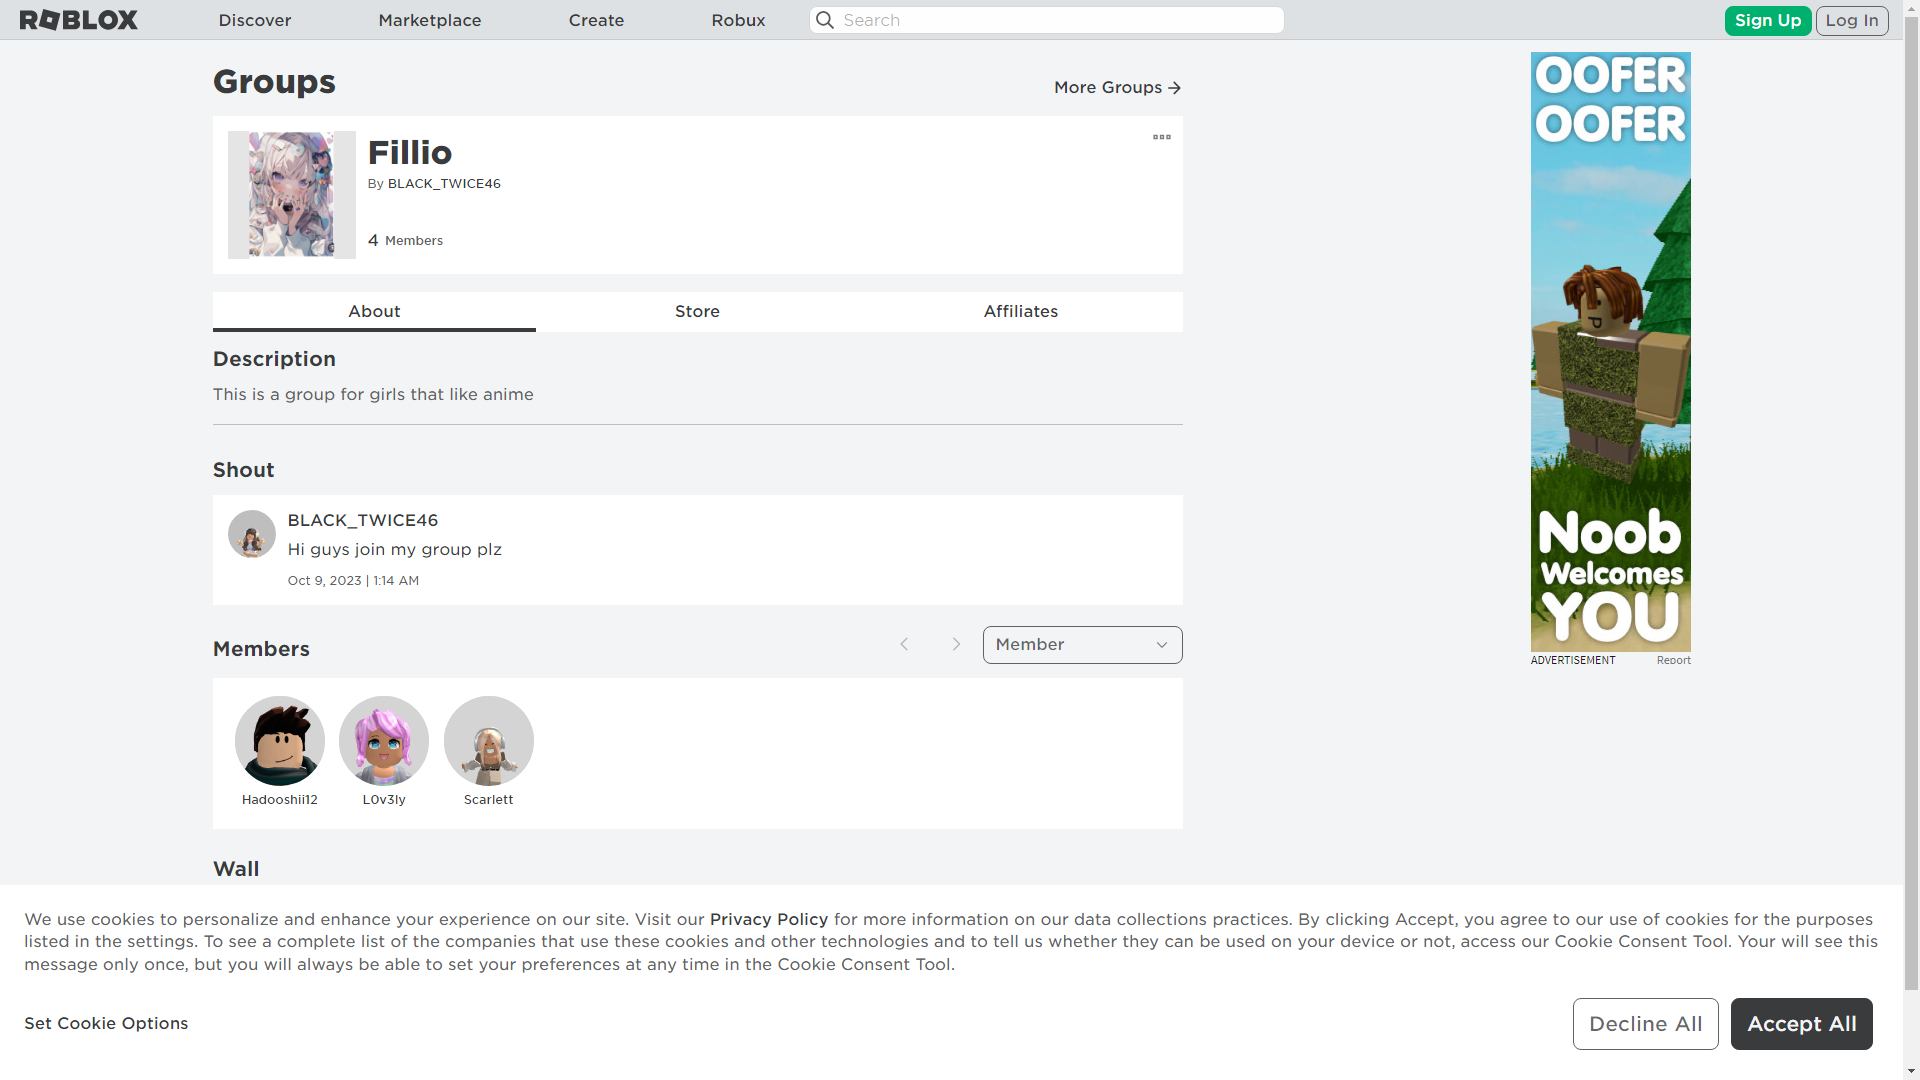 ROBLOX
Discover
Marketplace
Create
Robux
Search
Sign Up
Log In
Groups
More Groups
Fillio
By BLACK_TWICE46
4 Members
About
Store
Affiliates
Description
This is a group for girls that like anime
Shout
BLACK_TWICE46
Hi guys join my group plz
Oct 9, 2023 | 1:14 AM
Members
Member
Hadooshii12
L0v3ly
Scarlett
Wall
OOFER
OOFER
Noob
Welcomes
YOU
ADVERTISEMENT
Report
We use cookies to personalize and enhance your experience on our site. Visit our Privacy Policy for more information on our data collections practices. By clicking Accept, you agree to our use of cookies for the purposes
listed in the settings. To see a complete list of the companies that use these cookies and other technologies and to tell us whether they can be used on your device or not, access our Cookie Consent Tool. Your will see this
message only once, but you will always be able to set your preferences at any time in the Cookie Consent Tool.
Set Cookie Options
Decline All
Accept All